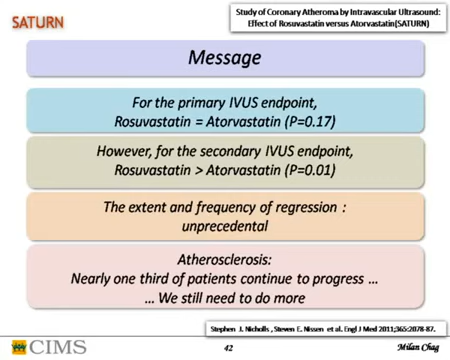 SATURN
Study of Coronary Atheroma by Intravascular Ultrasound:
Effect of Rosuvastatin versus Atorvastatin(SATURN)
Message
For the primary IVUS endpoint,
Rosuvastatin = Atorvastatin (P=0.17)
However, for the secondary IVUS endpoint,
Rosuvastatin > Atorvastatin (P=0.01)
The extent and frequency of regression :
unprecedental
Atherosclerosis:
Nearly one third of patients continue to progress ...
... We still need to do more
Stephen J. Nicholls , Steven E. Nissen et al. Engl J Med 2011;365:2078-87.
CIMS
42
Milan Chag